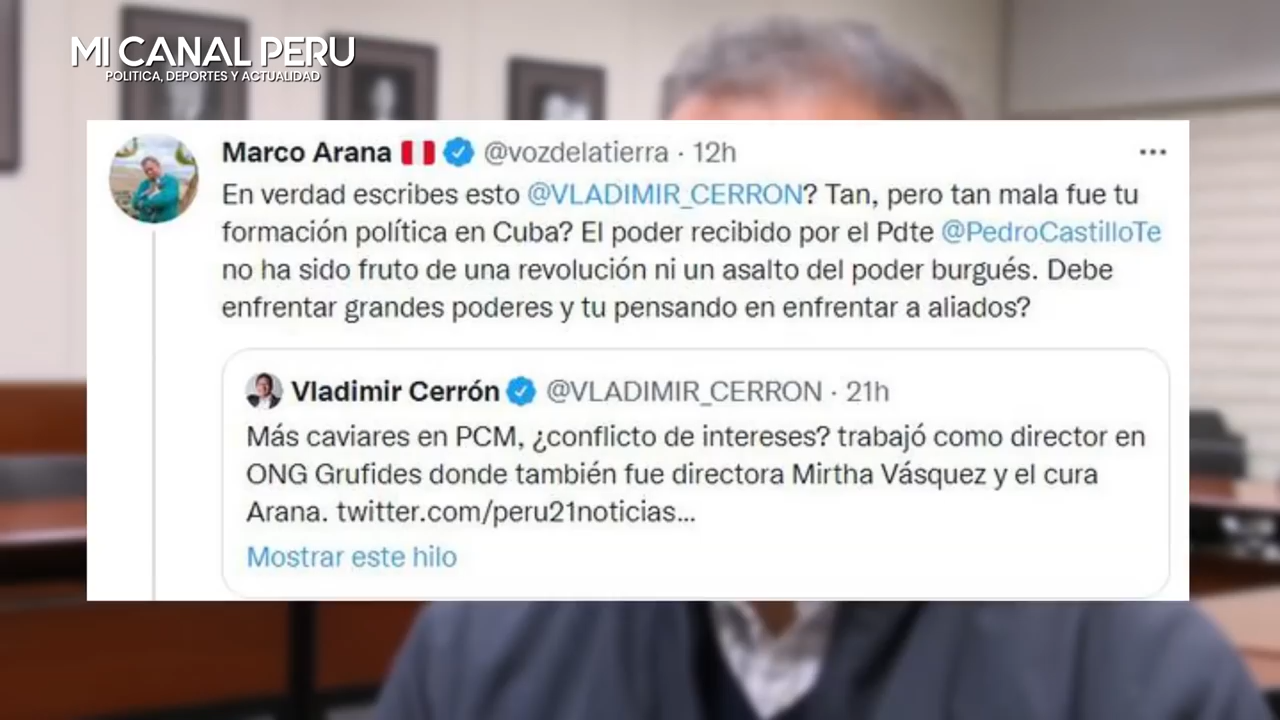 MI CANAL PERU
POLITICA, DEPORTES Y ACTUALIDAD
Marco Arana 🇵🇪 @vozdelatierra · 12h
En verdad escribes esto @VLADIMIR_CERRON? Tan, pero tan mala fue tu
formación política en Cuba? El poder recibido por el Pdte @PedroCastilloTe
no ha sido fruto de una revolución ni un asalto del poder burgués. Debe
enfrentar grandes poderes y tu pensando en enfrentar a aliados?
Vladimir Cerrón @VLADIMIR_CERRON · 21h
Más caviares en PCM, ¿conflicto de intereses? trabajó como director en
ONG Grufides donde también fue directora Mirtha Vásquez y el cura
Arana. twitter.com/peru21noticias...
Mostrar este hilo